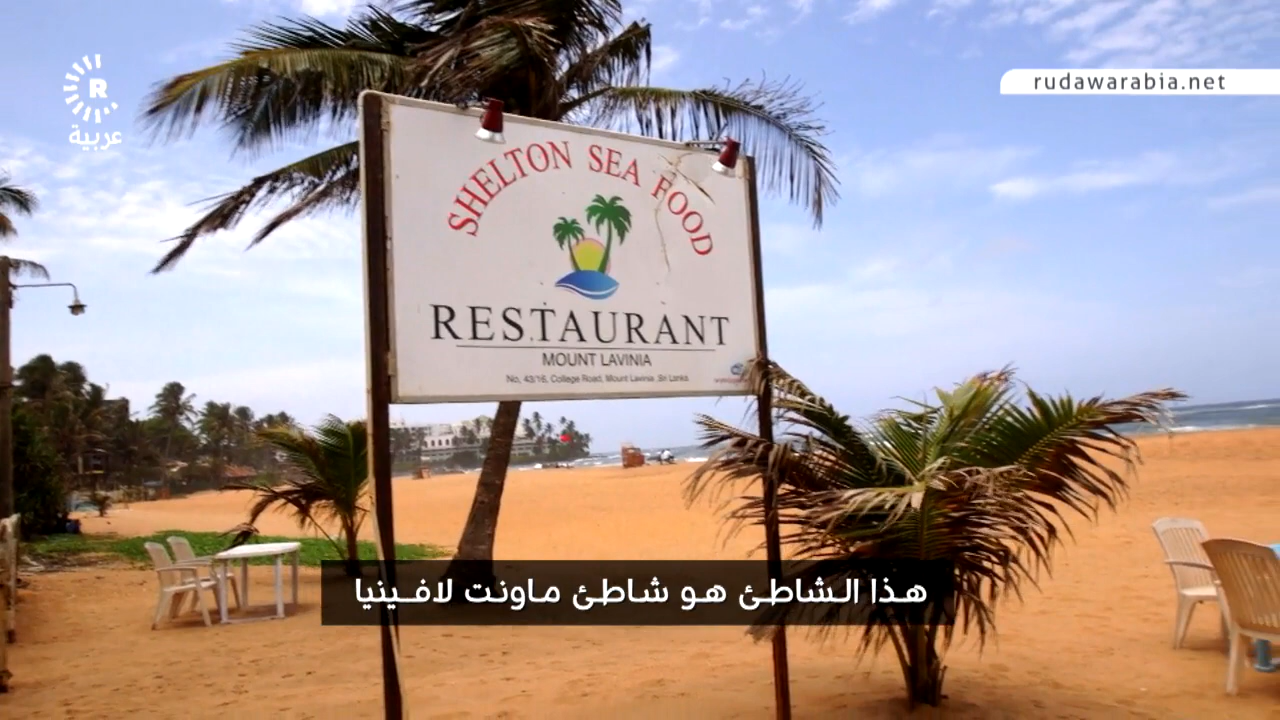 R
عربية
rudawarabia.net
SHELTON SEA FOOD
RESTAURANT
MOUNT LAVINIA
No, 43/16, College Road, Mount Lavinia ,Sri Lanka
هذا الشاطئ هو شاطئ ماونت لافينيا